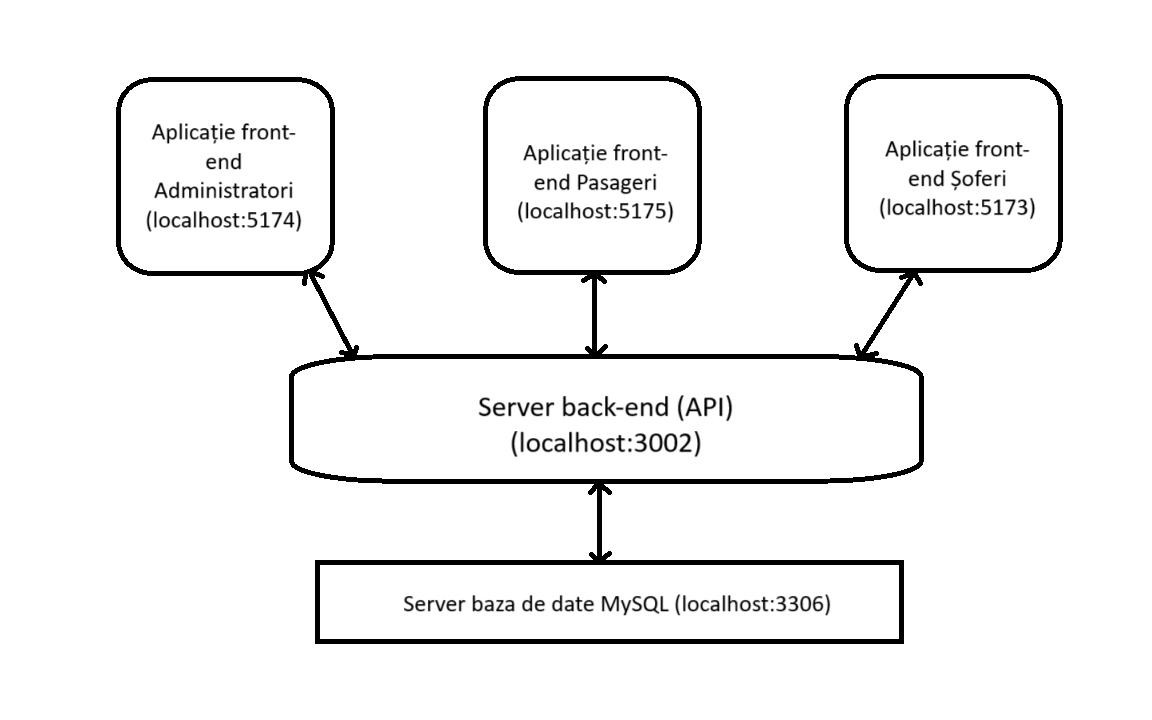 Aplicație front-
end
Administratori
(localhost:5174)
Aplicație front-
end Pasageri
(localhost:5175)
Aplicație front-
end Șoferi
(localhost:5173)
Server back-end (API)
(localhost:3002)
Server baza de date MySQL (localhost:3306)